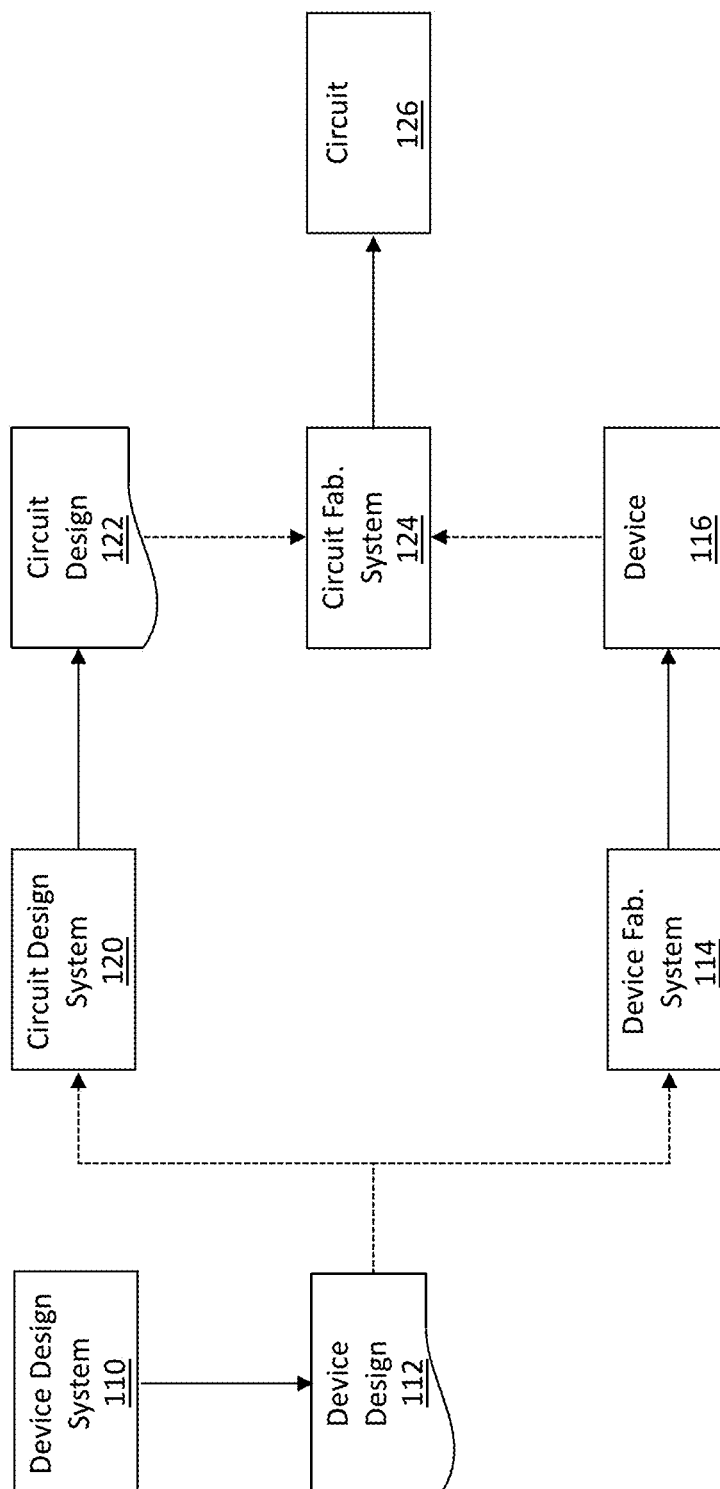 Device Design
System
110
Device
Design
112
Circuit Design
System
120
Device Fab.
System
114
Circuit
Design
122
Circuit Fab.
System
124
Device
116
Circuit
126